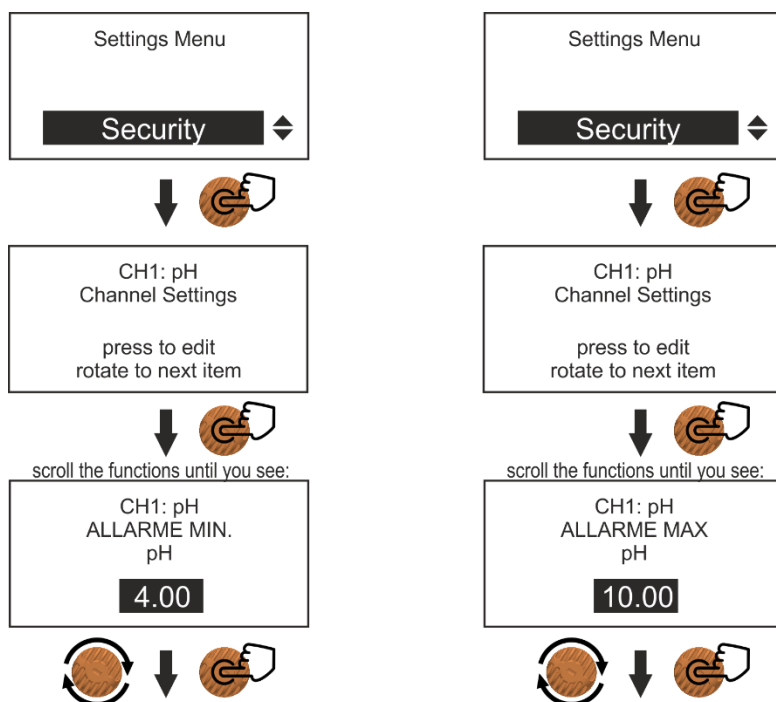 Settings Menu
Security
CH1: pH
Channel Settings
press to edit
rotate to next item
scroll the functions until you see:
CH1: pH
ALLARME MIN.
pH
4.00
Settings Menu
Security
CH1: pH
Channel Settings
press to edit
rotate to next item
scroll the functions until you see:
CH1: pH
ALLARME MAX
pH
10.00